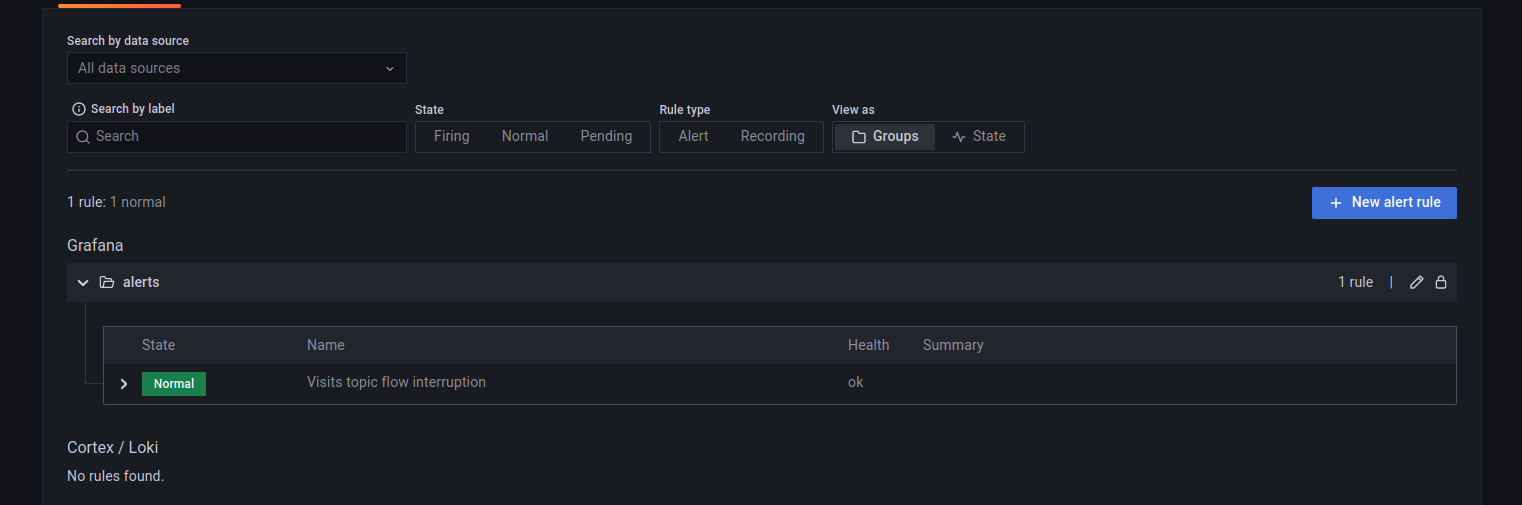 Search by data source
All data sources
Search by label
State
Rule type
View as
Search
Firing Normal Pending
Alert Recording
Groups State
1 rule: 1 normal
+ New alert rule
Grafana
alerts
1 rule |
State Name Health Summary
Normal Visits topic flow interruption ok
Cortex / Loki
No rules found.